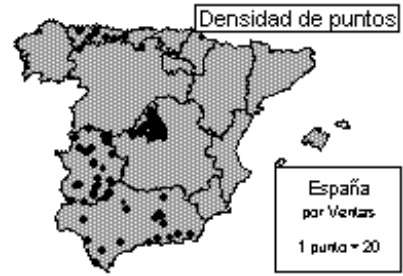 Densidad de puntos
España
por Ventas
1 punto = 20